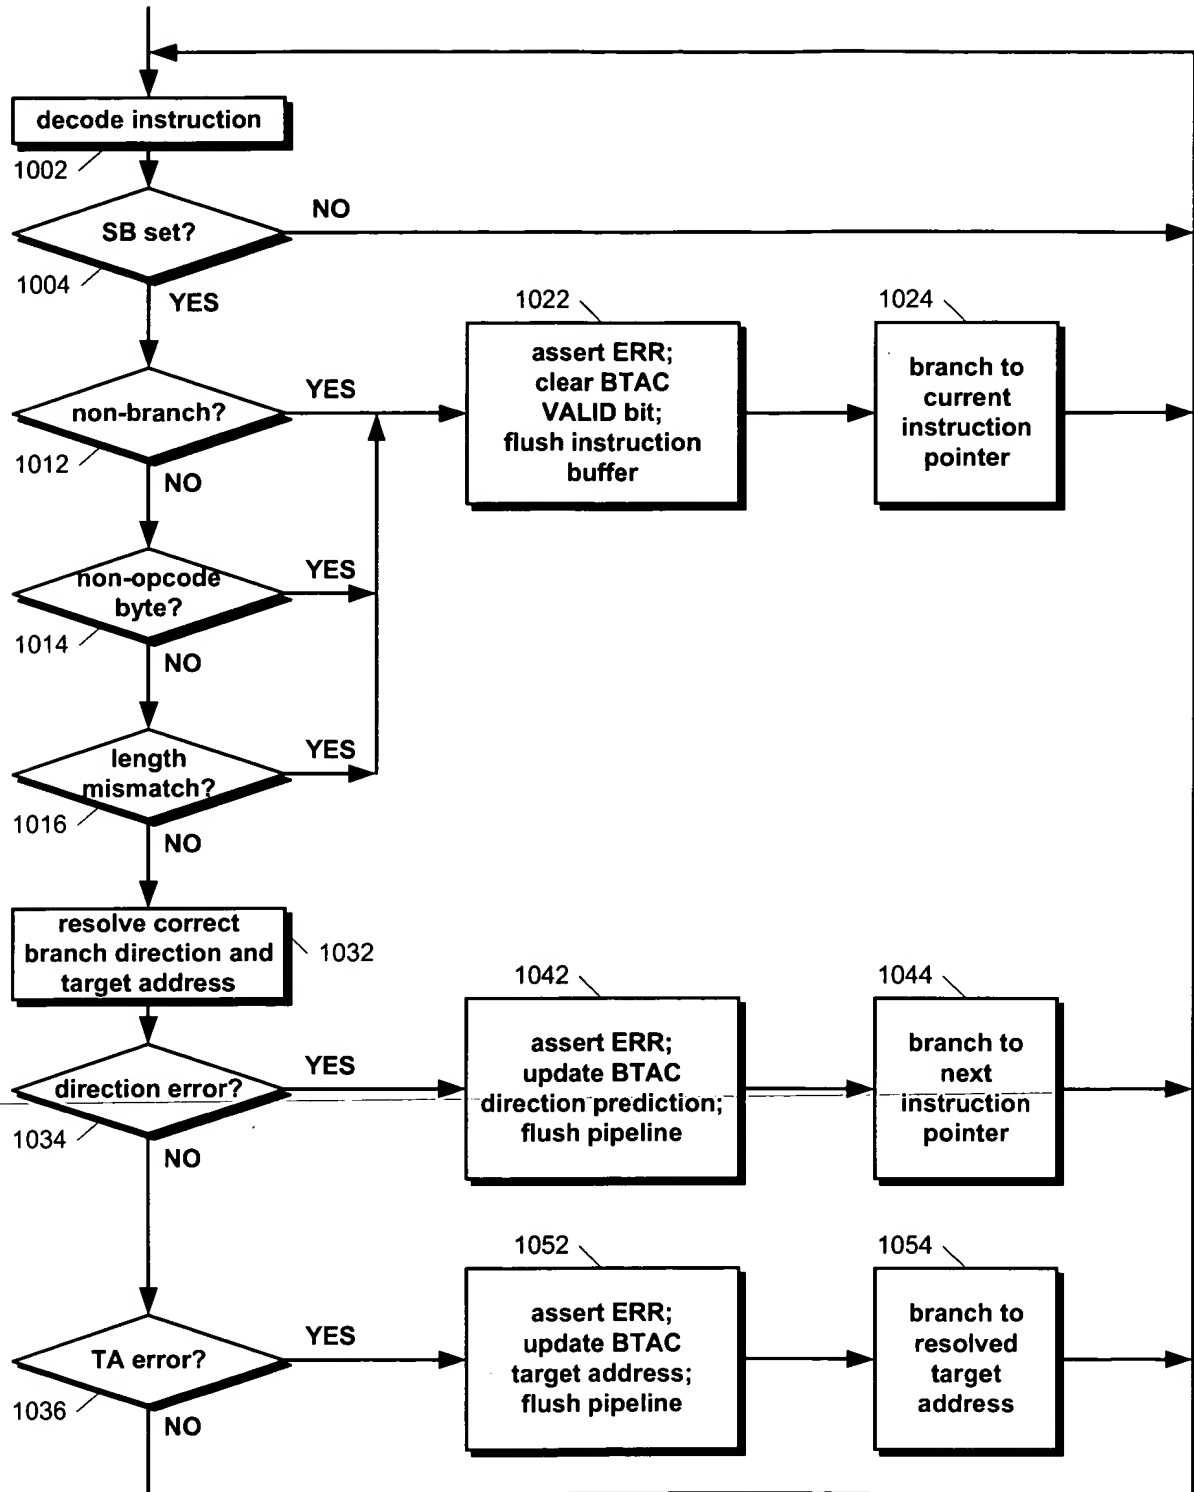 decode instruction
1002
SB set?
NO
1004
YES
non-branch?
YES
1012
NO
1022
assert ERR;
clear BTAC
VALID bit;
flush instruction
buffer
1024
branch to
current
instruction
pointer
non-opcode
byte?
YES
1014
NO
length
mismatch?
YES
1016
NO
resolve correct
branch direction and
target address
1032
direction error?
YES
1034
NO
1042
assert ERR;
update BTAC
direction prediction;
flush pipeline
1044
branch to
next
instruction
pointer
TA error?
YES
1036
NO
1052
assert ERR;
update BTAC
target address;
flush pipeline
1054
branch to
resolved
target
address